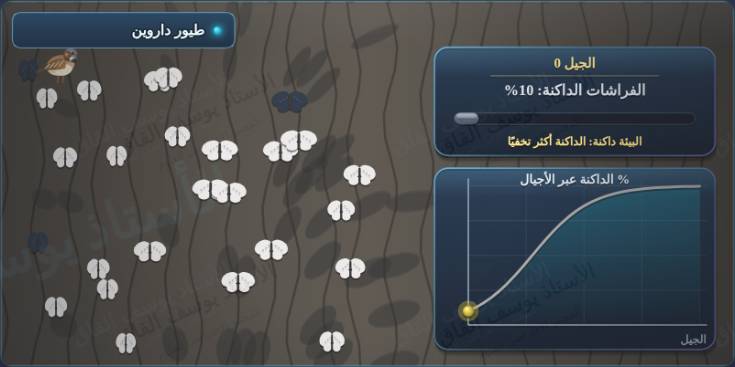 طيور داروين
الجيل 0
الفراشات الداكنة: 10%
البيئة داكنة: الداكنة أكثر تخفيًا
% الداكنة عبر الأجيال
الجيل